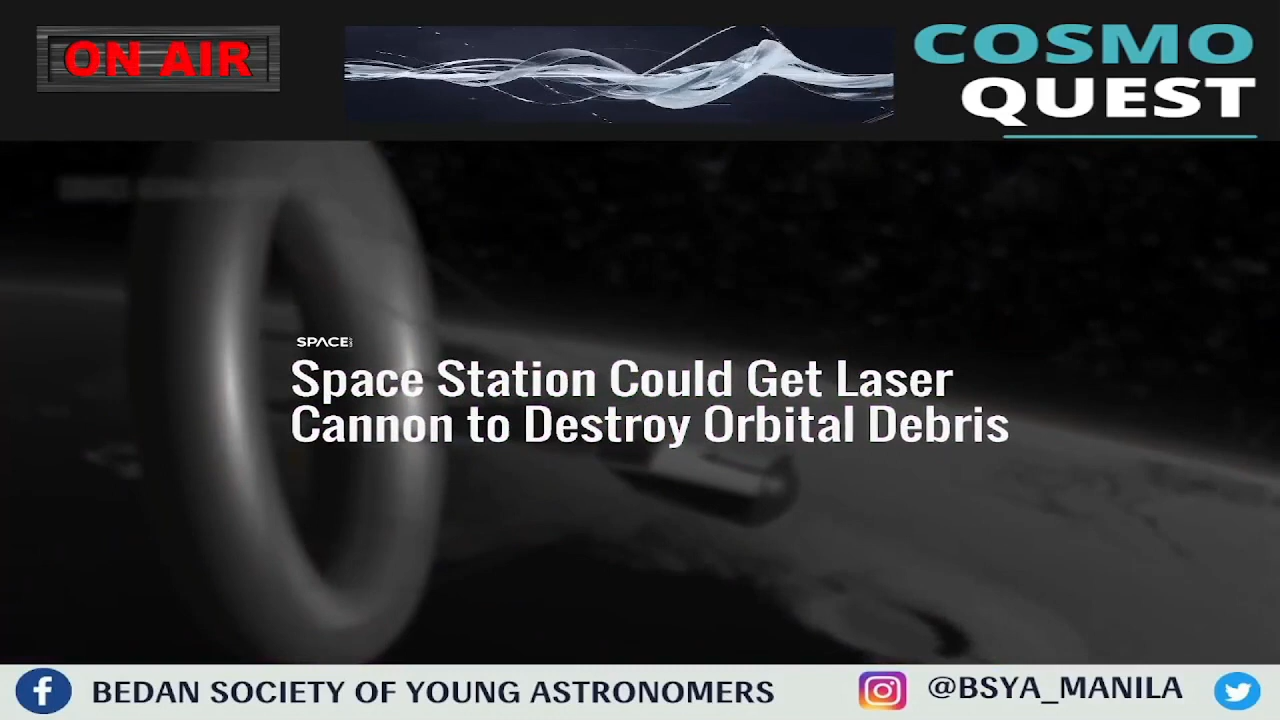 ON AIR
COSMO
QUEST
SPACE
Space Station Could Get Laser
Cannon to Destroy Orbital Debris
BEDAN SOCIETY OF YOUNG ASTRONOMERS
@BSYA_MANILA